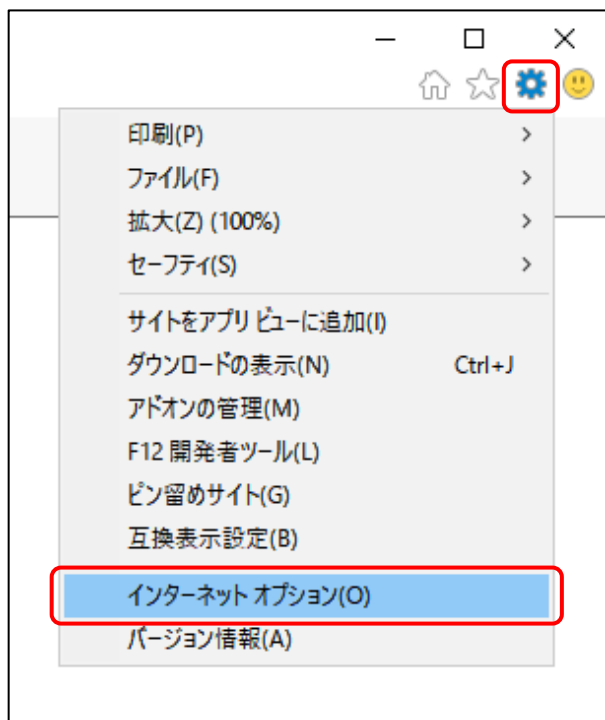 印刷(P)
ファイル(F)
拡大(Z) (100%)
セーフティ(S)
サイトをアプリ ビューに追加(I)
ダウンロードの表示(N) Ctrl+J
アドオンの管理(M)
F12 開発者ツール(L)
ピン留めサイト(G)
互換表示設定(B)
インターネット オプション(O)
バージョン情報(A)